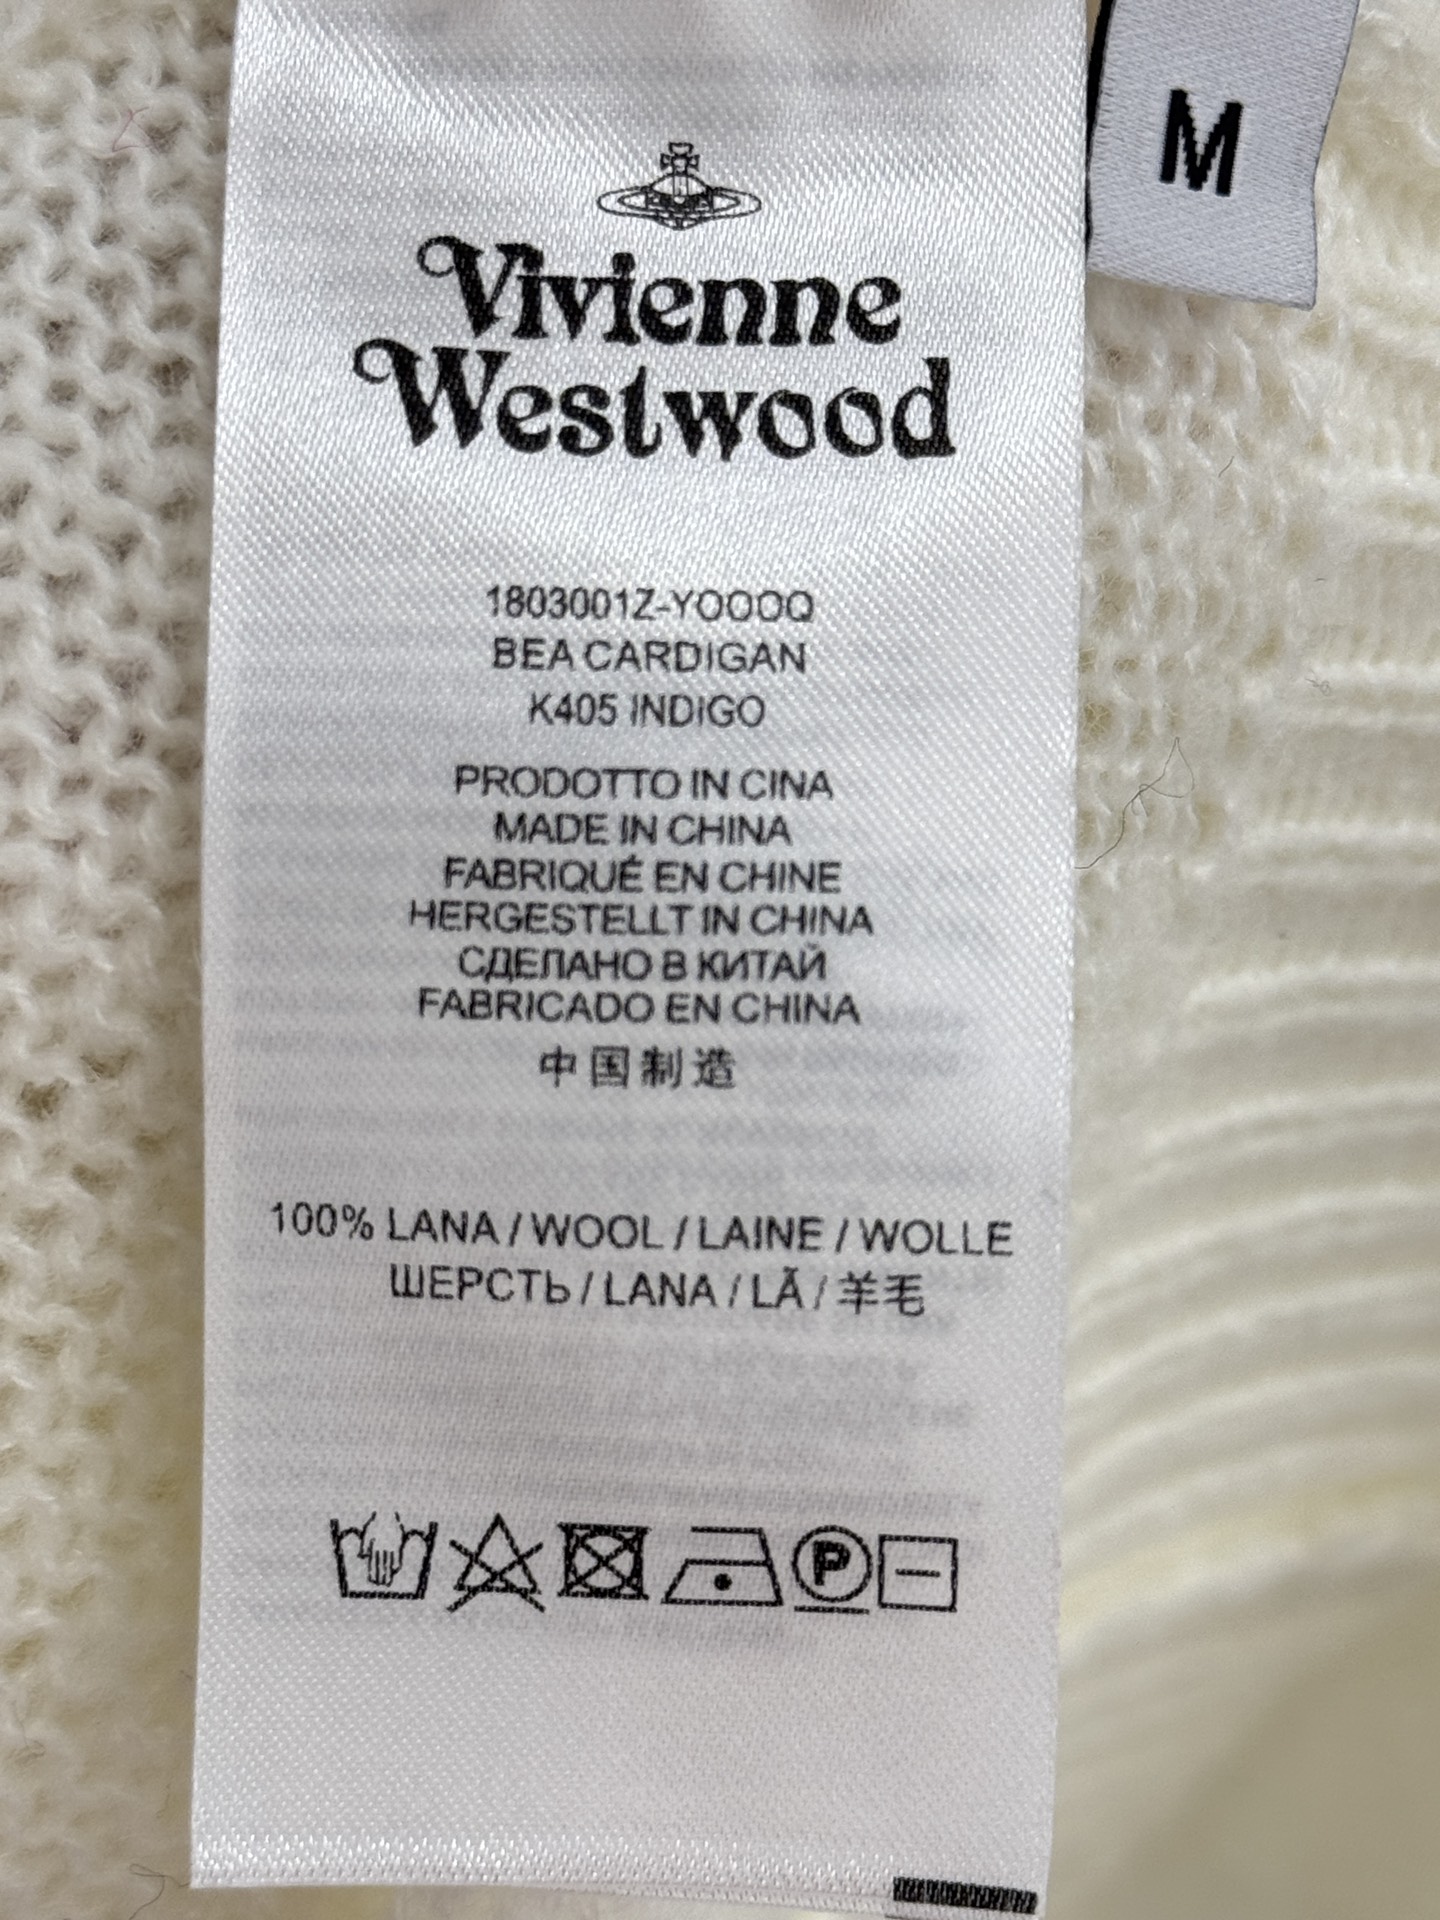 M
Vivienne
Westwood
1803001Z-YOOOQ
BEA CARDIGAN
K405 INDIGO
PRODOTTO IN CINA
MADE IN CHINA
FABRIQUÉ EN CHINE
HERGESTELLT IN CHINA
СДЕЛАНО В КИТАЙ
FABRICADO EN CHINA
中国制造
100% LANA / WOOL / LAINE / WOLLE
ШЕРСТЬ / LANA / LÃ / 羊毛
P